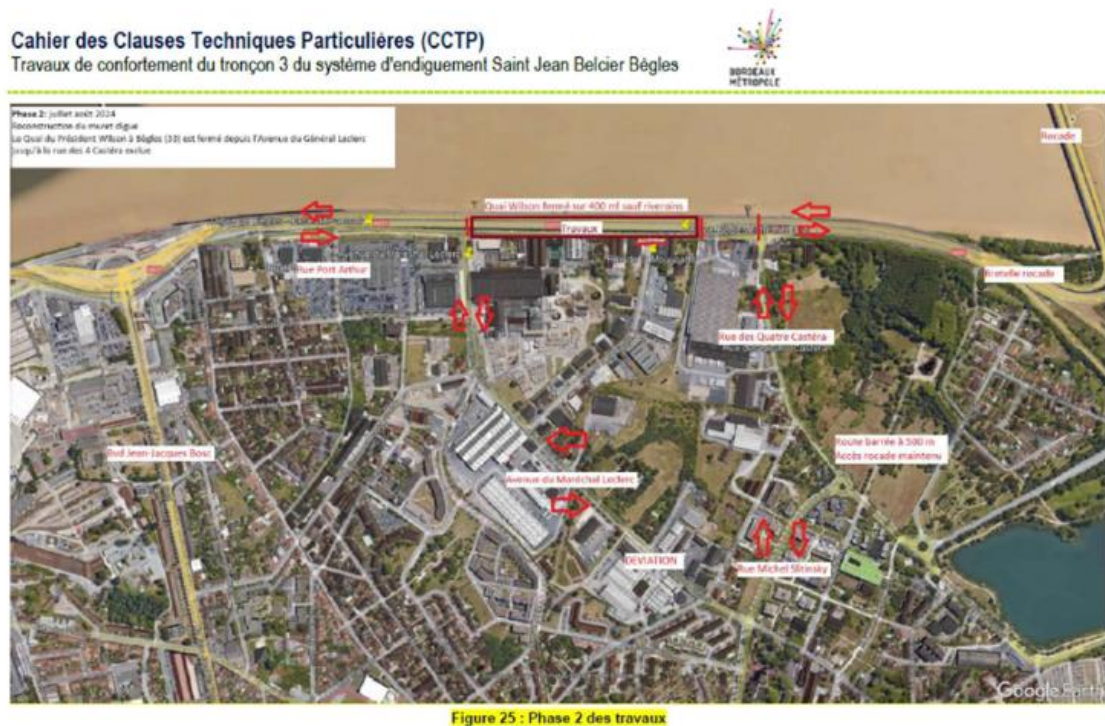 Cahier des Clauses Techniques Particulières (CCTP)
Travaux de confortement du tronçon 3 du système d'endiguement Saint Jean Belcier Bègles
BORDEAUX
MÉTROPOLE
Phase 2: juillet août 2024
Reconstruction du muret digue
Le Quai du Président Wilson à Bègles (33) est fermé depuis l'Avenue du Général Leclerc
jusqu'à la rue des 4 Castéra exclue
Rocade
Quai Wilson fermé sur 400 ml sauf riverains
Travaux
Rue Port Arthur
Bretelle rocade
Rue des Quatre Castéra
Route barrée à 500 m
Accès rocade maintenu
Bvd Jean-Jacques Bosc
Avenue du Maréchal Leclerc
DEVIATION
Rue Michel Slitinsky
Google Earth
Figure 25 : Phase 2 des travaux